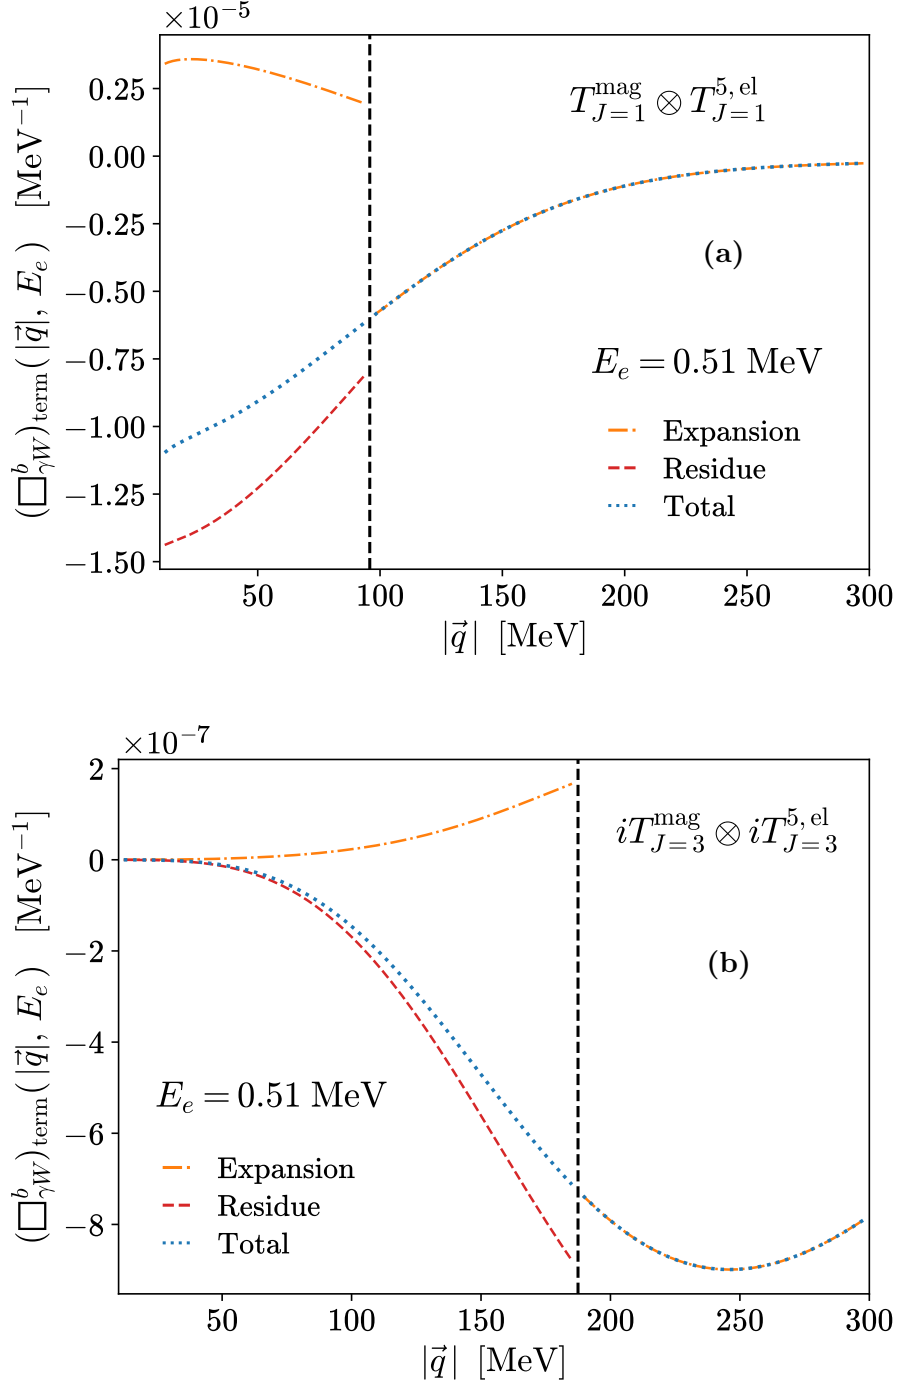 ×10⁻⁵
(□ᵇ_γW)_term(|q⃗|, E_e) [MeV⁻¹]
0.25
0.00
−0.25
−0.50
−0.75
−1.00
−1.25
−1.50
T^mag_J=1 ⊗ T^5, el_J=1
(a)
E_e = 0.51 MeV
Expansion
Residue
Total
50 100 150 200 250 300
|q⃗| [MeV]
×10⁻⁷
(□ᵇ_γW)_term(|q⃗|, E_e) [MeV⁻¹]
2
0
−2
−4
−6
−8
iT^mag_J=3 ⊗ iT^5, el_J=3
(b)
E_e = 0.51 MeV
Expansion
Residue
Total
50 100 150 200 250 300
|q⃗| [MeV]